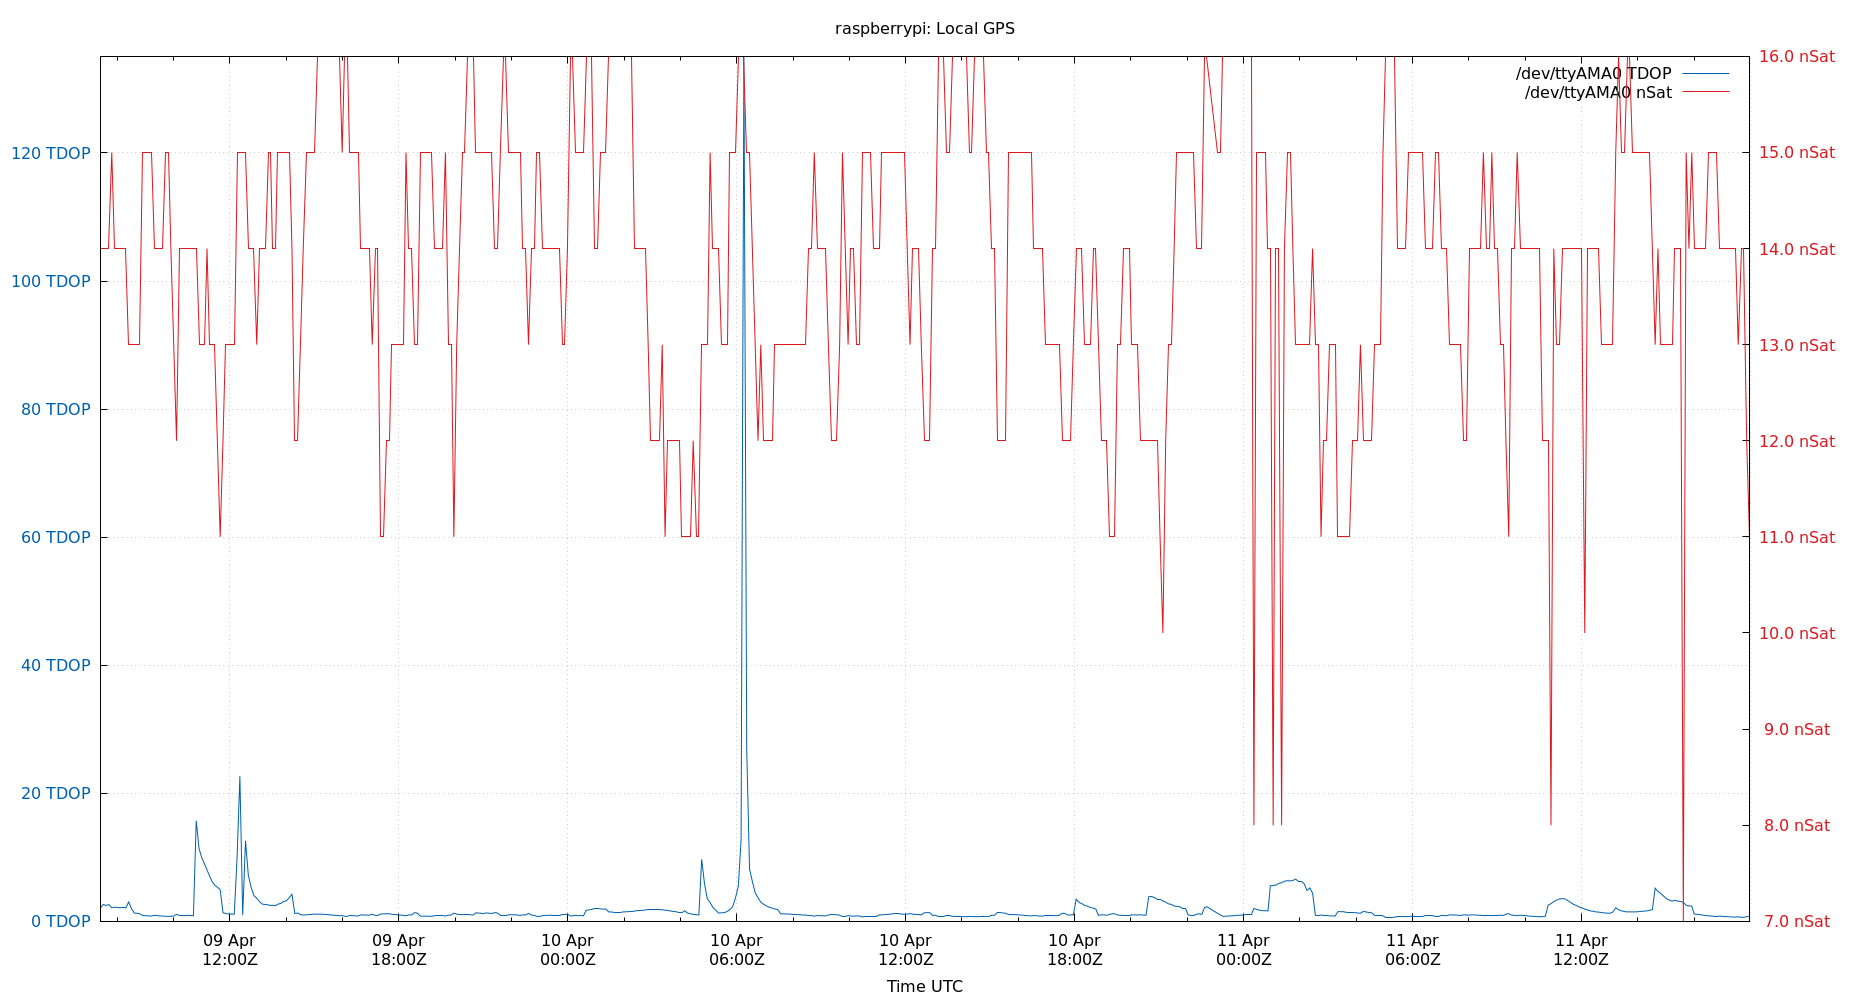 raspberrypi: Local GPS
16.0 nSat
/dev/ttyAMA0 TDOP
/dev/ttyAMA0 nSat
120 TDOP
15.0 nSat
14.0 nSat
100 TDOP
13.0 nSat
80 TDOP
12.0 nSat
60 TDOP
11.0 nSat
10.0 nSat
40 TDOP
9.0 nSat
20 TDOP
8.0 nSat
0 TDOP
7.0 nSat
09 Apr
12:00Z
09 Apr
18:00Z
10 Apr
00:00Z
10 Apr
06:00Z
10 Apr
12:00Z
10 Apr
18:00Z
11 Apr
00:00Z
11 Apr
06:00Z
11 Apr
12:00Z
Time UTC